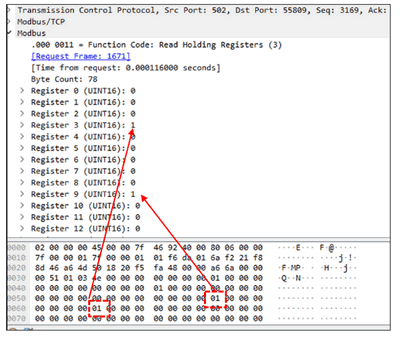 Transmission Control Protocol, Src Port: 502, Dst Port: 55809, Seq: 3169, Ack:
Modbus/TCP
Modbus
.000 0011 = Function Code: Read Holding Registers (3)
[Request Frame: 1671]
[Time from request: 0.000116000 seconds]
Byte Count: 78
Register 0 (UINT16): 0
Register 1 (UINT16): 0
Register 2 (UINT16): 0
Register 3 (UINT16): 1
Register 4 (UINT16): 0
Register 5 (UINT16): 0
Register 6 (UINT16): 0
Register 7 (UINT16): 0
Register 8 (UINT16): 0
Register 9 (UINT16): 1
Register 10 (UINT16): 0
Register 11 (UINT16): 0
Register 12 (UINT16): 0
0000 02 00 00 00 45 00 00 7f 46 92 40 00 80 06 00 00 ····E··· F·@·····
0010 7f 00 00 01 7f 00 00 01 01 f6 da 01 6a f2 21 f8 ········ ····j·!·
0020 8d 46 a6 4d 50 18 20 f5 fa 48 00 00 a6 6a 00 00 ·F·MP· · ·H···j··
0030 00 51 01 03 4e 00 00 00 00 00 00 01 00 00 00 ·Q··N··· ········
0040 00 00 00 00 00 00 01 00 00 00 00 00 00 00
0050 00 00 00 00 00 00 00 00 00 01 00 00 00 00
0060 00 00 00 00 01 00 00 00 00 00 00 00 00 00 00 00
0070 00 00 00 00 00 00 00 00 00 00 00 00 00